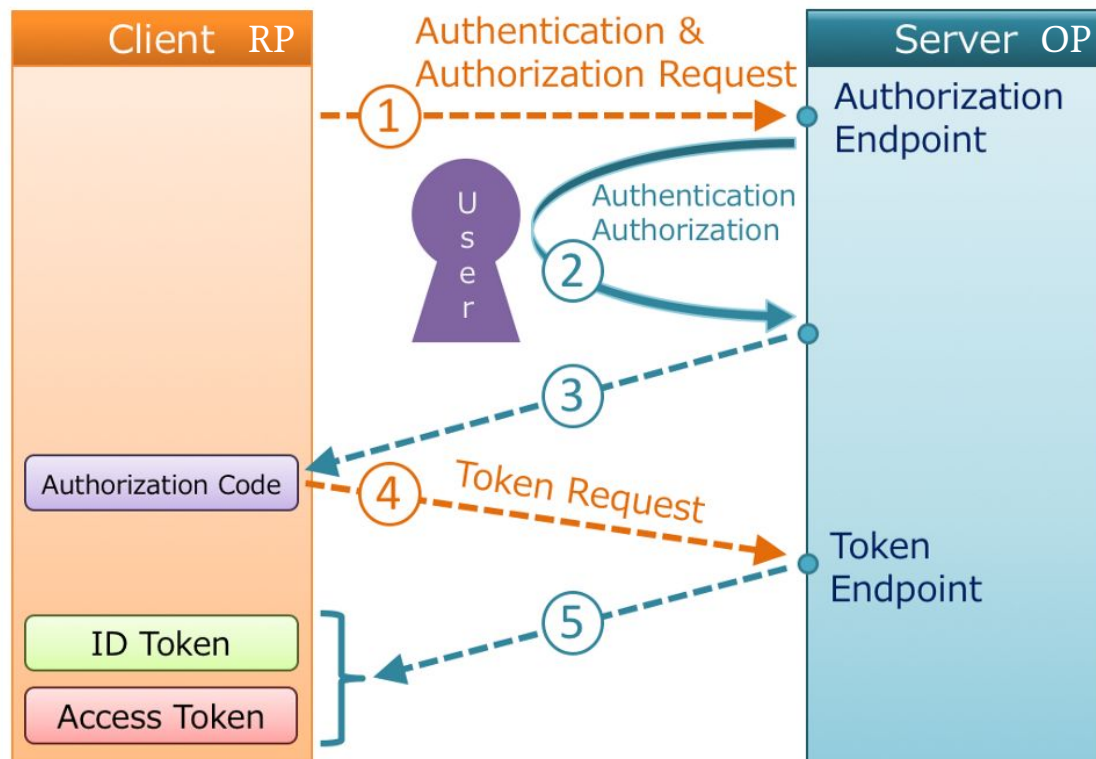 Client RP
Authentication &
Authorization Request
Server OP
1
Authorization
Endpoint
User
Authentication
Authorization
2
3
Authorization Code
4
Token Request
Token
Endpoint
5
ID Token
Access Token